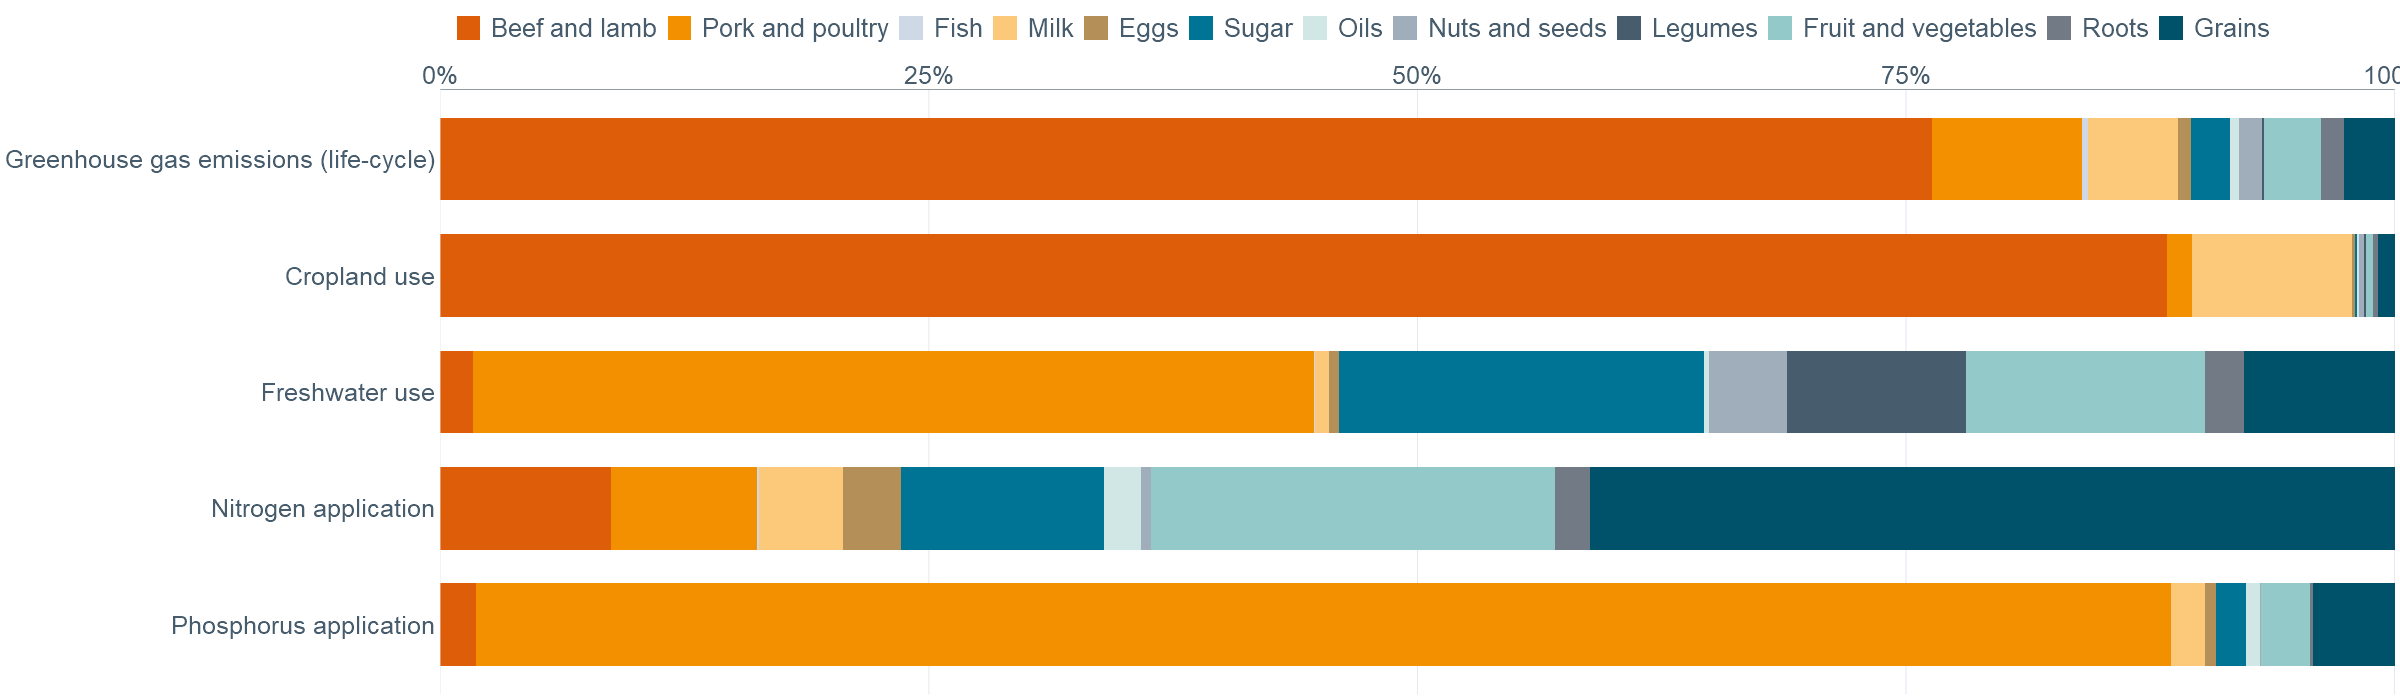 Beef and lamb Pork and poultry Fish Milk Eggs Sugar Oils Nuts and seeds Legumes Fruit and vegetables Roots Grains
0% 25% 50% 75% 100
Greenhouse gas emissions (life-cycle)
Cropland use
Freshwater use
Nitrogen application
Phosphorus application